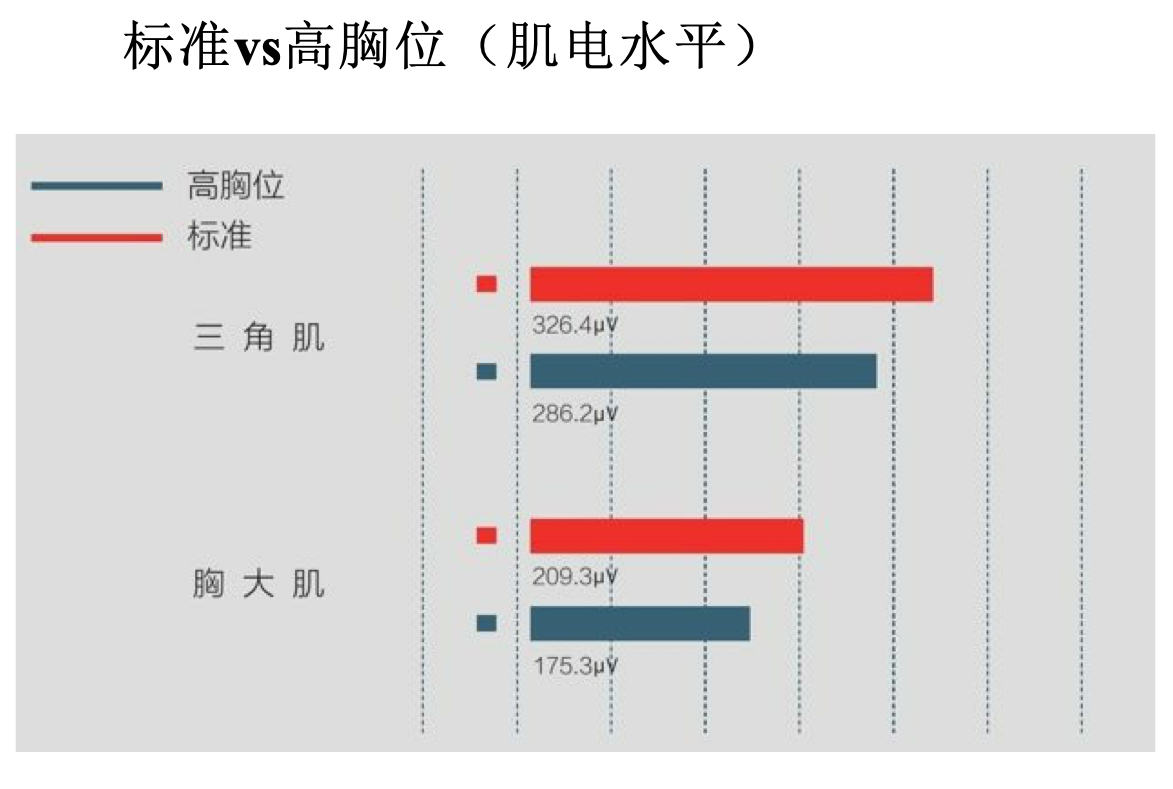 标准vs高胸位（肌电水平）
高胸位
标准
三角肌
326.4μV
286.2μV
胸大肌
209.3μV
175.3μV